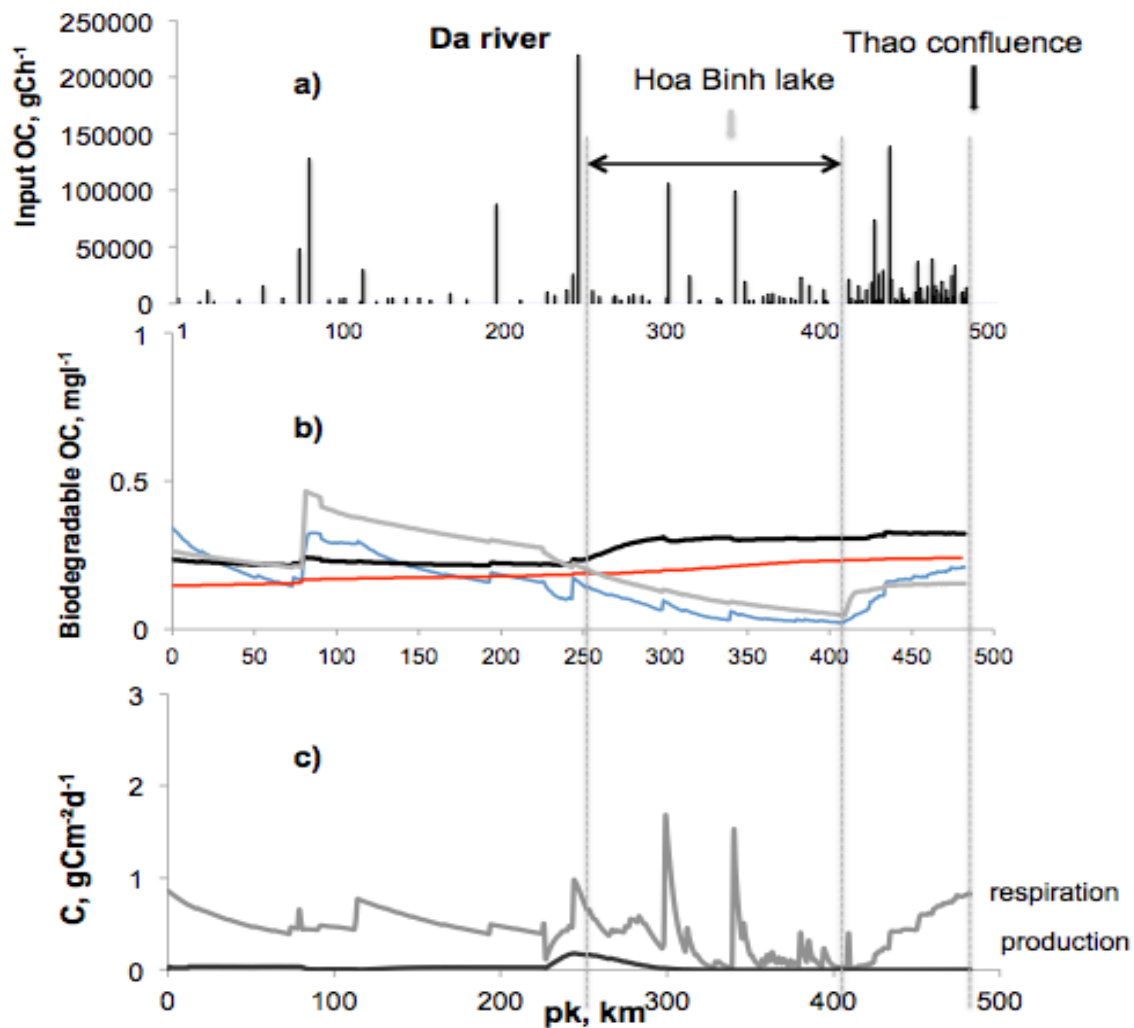 250000
200000
150000
100000
50000
0
Input OC, gCh-1
a)
Da river
Thao confluence
Hoa Binh lake
1 100 200 300 400 500
1
0.5
0
Biodegradable OC, mgl-1
b)
0 50 100 150 200 250 300 350 400 450 500
3
2
1
0
C, gCm-2d-1
c)
respiration
production
0 100 200 300 400 500
pk, km